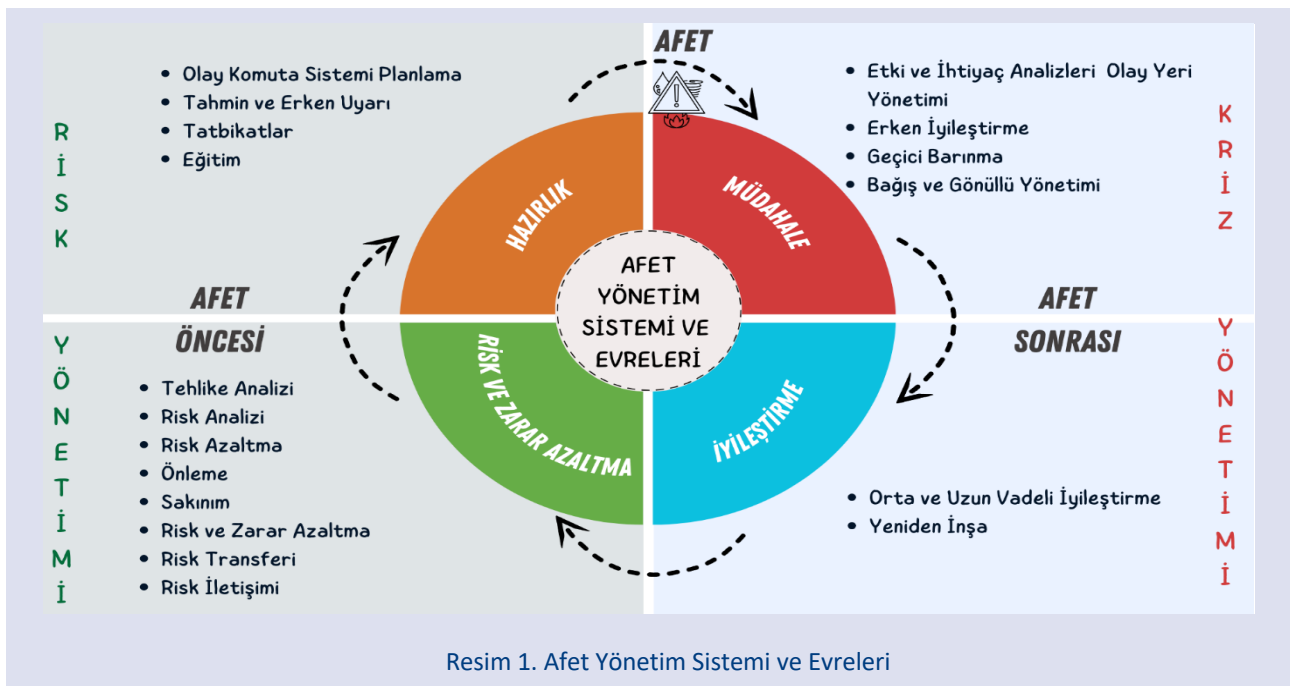 AFET
• Olay Komuta Sistemi Planlama
• Tahmin ve Erken Uyarı
• Tatbikatlar
• Eğitim
• Etki ve İhtiyaç Analizleri Olay Yeri
Yönetimi
• Erken İyileştirme
• Geçici Barınma
• Bağış ve Gönüllü Yönetimi
RİSK
KRİZ
HAZIRLIK
MÜDAHALE
AFET
YÖNETİM
SİSTEMİ VE
EVRELERİ
AFET
ÖNCESİ
AFET
SONRASI
YÖNETİMİ
YÖNETİMİ
RİSK VE ZARAR AZALTMA
İYİLEŞTİRME
• Tehlike Analizi
• Risk Analizi
• Risk Azaltma
• Önleme
• Sakınım
• Risk ve Zarar Azaltma
• Risk Transferi
• Risk İletişimi
• Orta ve Uzun Vadeli İyileştirme
• Yeniden İnşa
Resim 1. Afet Yönetim Sistemi ve Evreleri